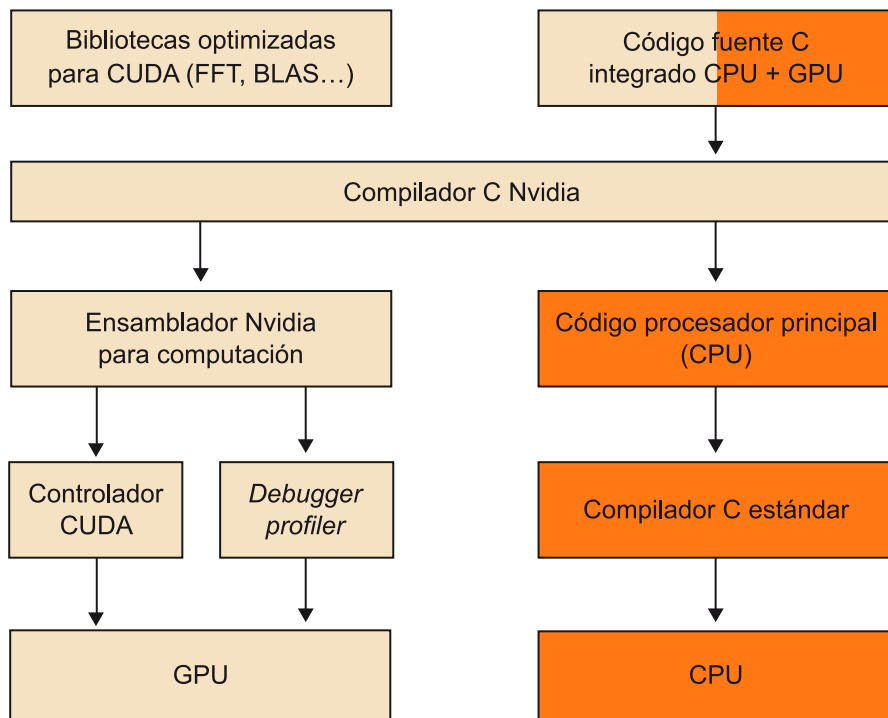 Bibliotecas optimizadas
para CUDA (FFT, BLAS…)
Código fuente C
integrado CPU + GPU
Compilador C Nvidia
Ensamblador Nvidia
para computación
Código procesador principal
(CPU)
Controlador
CUDA
Debugger
profiler
Compilador C estándar
GPU
CPU